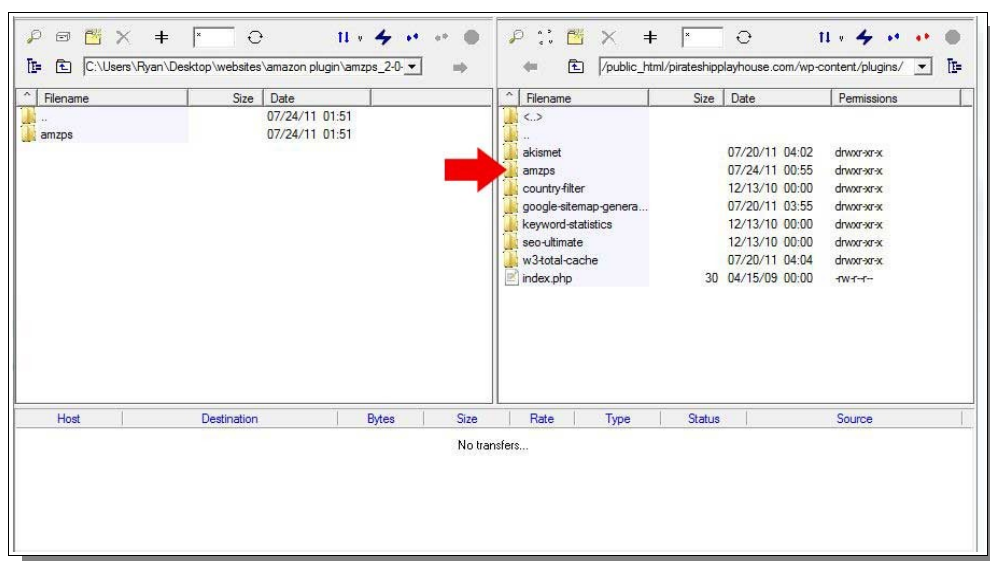 C:\Users\Ryan\Desktop\websites\amazon plugin\amzps_2-0-
/public_html/pirateshipplayhouse.com/wp-content/plugins/
Filename Size Date
.. 07/24/11 01:51
amzps 07/24/11 01:51
Filename Size Date Permissions
<..>
..
akismet 07/20/11 04:02 drwxr-xr-x
amzps 07/24/11 00:55 drwxr-xr-x
country-filter 12/13/10 00:00 drwxr-xr-x
google-sitemap-genera... 07/20/11 03:55 drwxr-xr-x
keyword-statistics 12/13/10 00:00 drwxr-xr-x
seo-ultimate 12/13/10 00:00 drwxr-xr-x
w3-total-cache 07/20/11 04:04 drwxr-xr-x
index.php 30 04/15/09 00:00 -rw-r--r--
Host Destination Bytes Size Rate Type Status Source
No transfers...